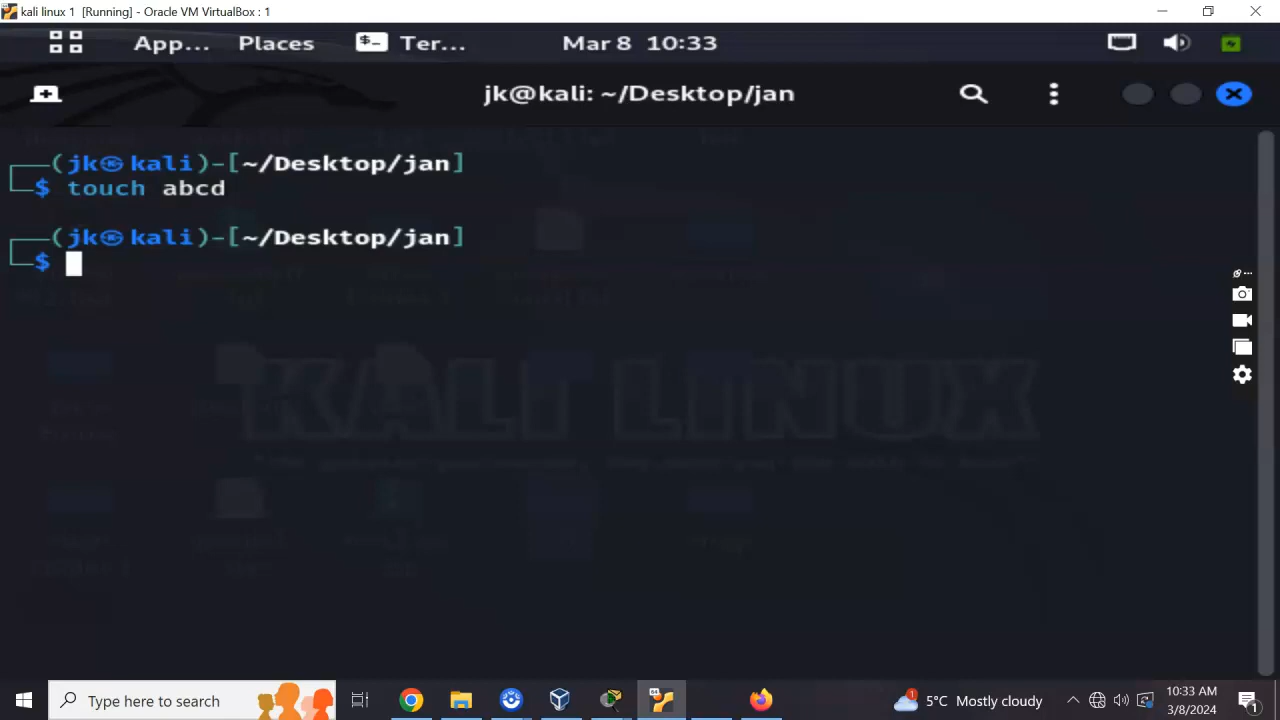 kali linux 1 [Running] - Oracle VM VirtualBox : 1
App... Places Ter... Mar 8 10:33
jk@kali: ~/Desktop/jan
┌──(jk㉿kali)-[~/Desktop/jan]
└─$ touch abcd
┌──(jk㉿kali)-[~/Desktop/jan]
└─$
KALI LINUX
Type here to search
1
5°C Mostly cloudy
10:33 AM
3/8/2024
1